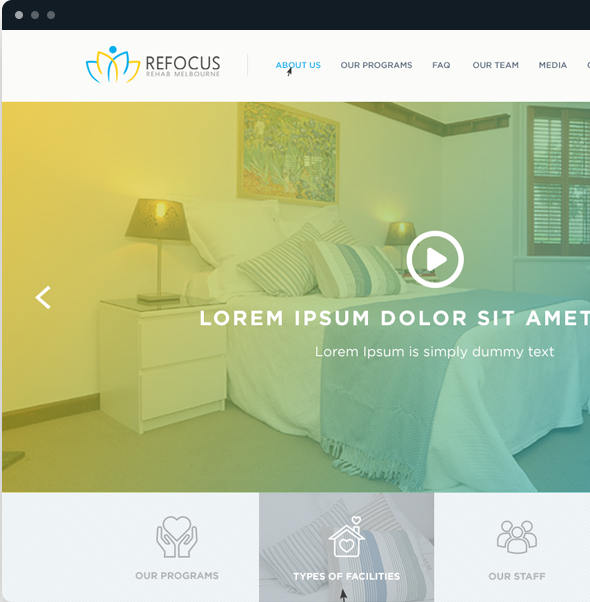 REFOCUS
REHAB MELBOURNE
ABOUT US
OUR PROGRAMS
FAQ
OUR TEAM
MEDIA
LOREM IPSUM DOLOR SIT AMET
Lorem Ipsum is simply dummy text
OUR PROGRAMS
TYPES OF FACILITIES
OUR STAFF